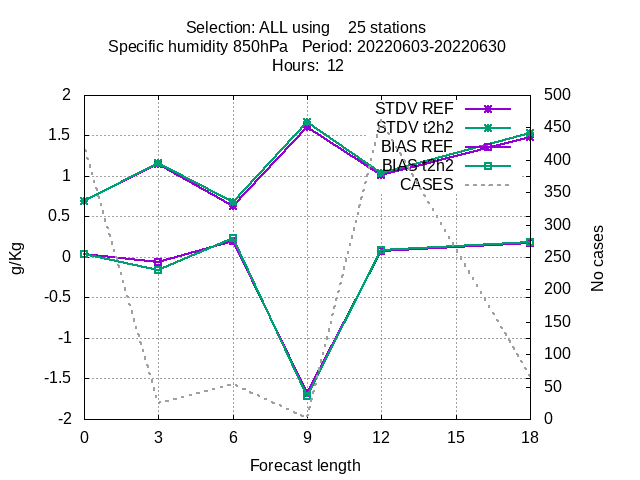 Selection: ALL using 25 stations
Specific humidity 850hPa Period: 20220603-20220630
Hours: 12
2
1.5
1
0.5
0
-0.5
-1
-1.5
-2
g/Kg
STDV REF
STDV t2h2
BIAS REF
BIAS t2h2
CASES
500
450
400
350
300
250
200
150
100
50
0
No cases
0 3 6 9 12 15 18
Forecast length